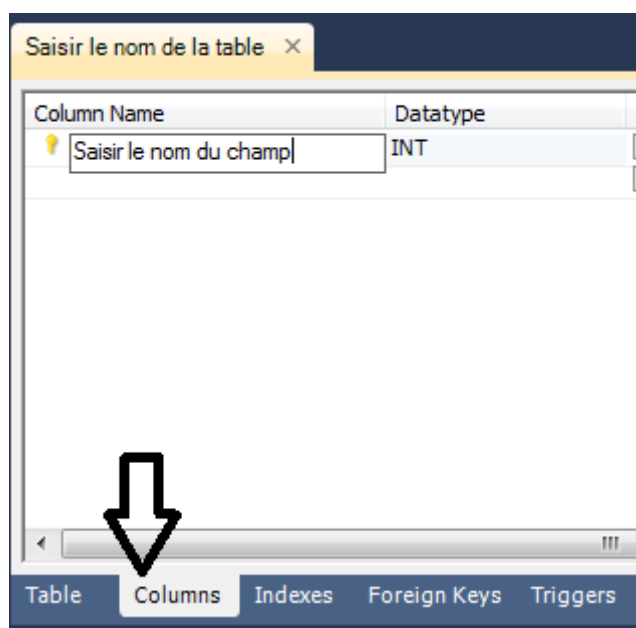 Saisir le nom de la table ×
Column Name Datatype
Saisir le nom du champ INT
Table Columns Indexes Foreign Keys Triggers